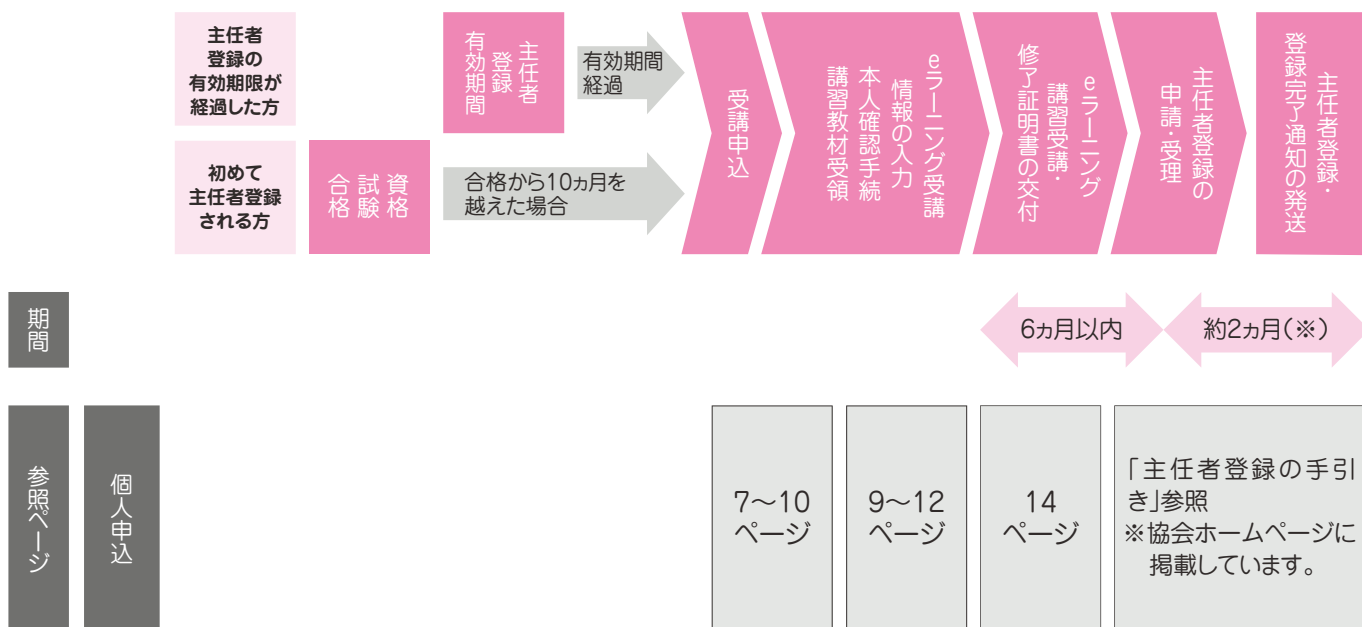 主任者
登録の
有効期限が
経過した方
主任者
登録
有効期間
有効期間
経過
初めて
主任者登録
される方
資格
試験
合格
合格から10ヵ月を
越えた場合
受講申込
eラーニング受講
情報の入力
本人確認手続
講習教材受領
eラーニング
講習受講・
修了証明書の交付
主任者登録の
申請・受理
主任者登録・
登録完了通知の発送
期間
6ヵ月以内
約2ヵ月(※)
参照ページ
個人申込
7〜10
ページ
9〜12
ページ
14
ページ
「主任者登録の手引
き」参照
※協会ホームページに
掲載しています。